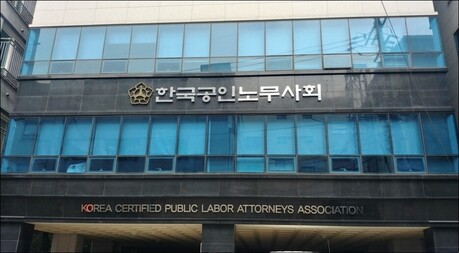 한국공인노무사회
KOREA CERTIFIED PUBLIC LABOR ATTORNEYS ASSOCIATION